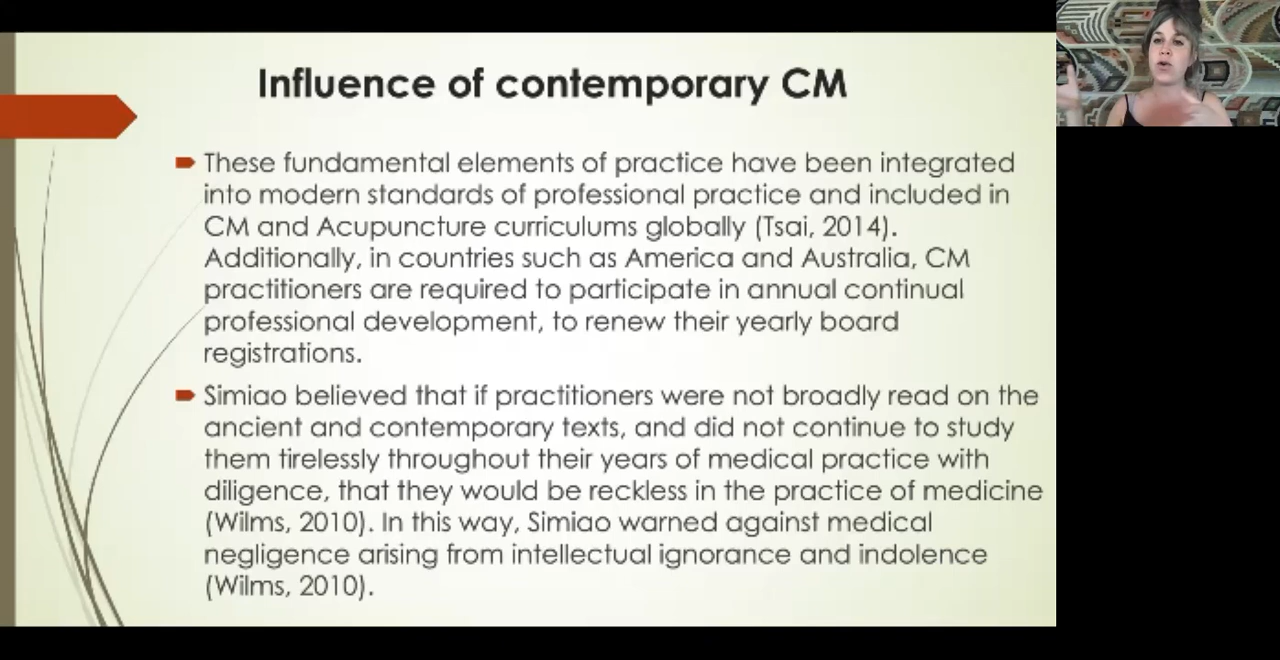 Influence of contemporary CM
These fundamental elements of practice have been integrated
into modern standards of professional practice and included in
CM and Acupuncture curriculums globally (Tsai, 2014).
Additionally, in countries such as America and Australia, CM
practitioners are required to participate in annual continual
professional development, to renew their yearly board
registrations.
Simiao believed that if practitioners were not broadly read on the
ancient and contemporary texts, and did not continue to study
them tirelessly throughout their years of medical practice with
diligence, that they would be reckless in the practice of medicine
(Wilms, 2010). In this way, Simiao warned against medical
negligence arising from intellectual ignorance and indolence
(Wilms, 2010).